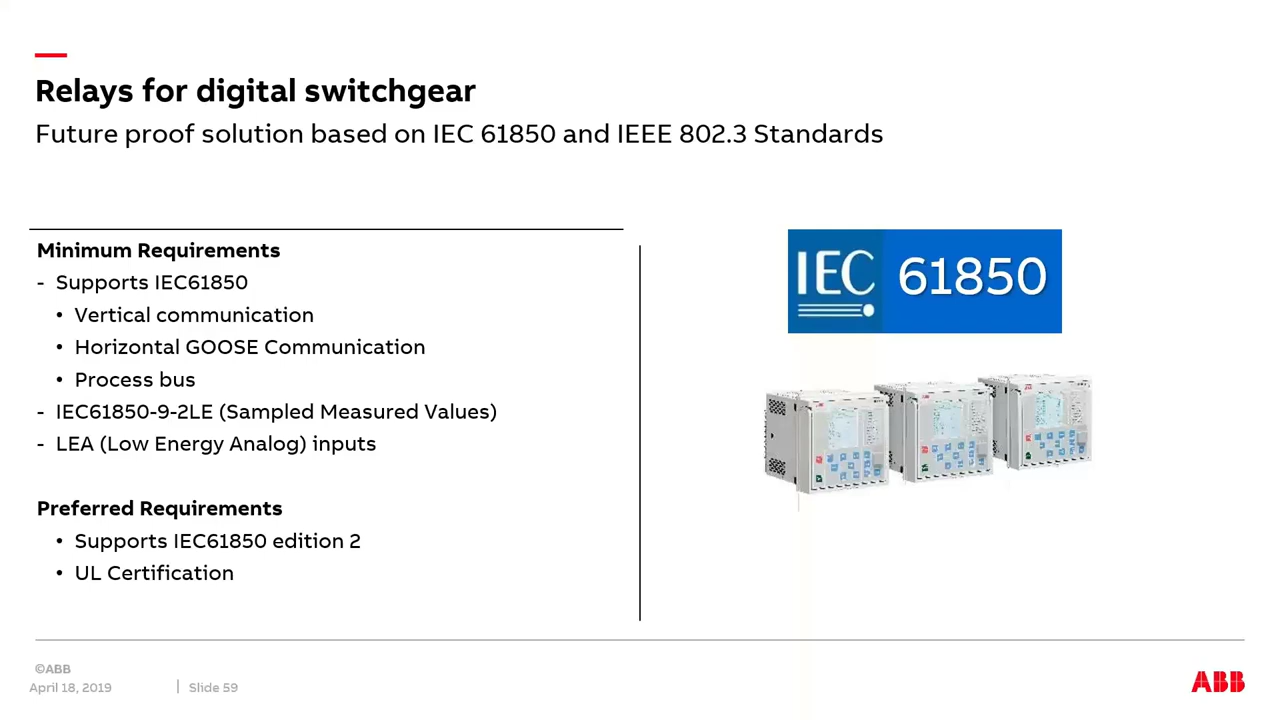 Relays for digital switchgear
Future proof solution based on IEC 61850 and IEEE 802.3 Standards
Minimum Requirements
- Supports IEC61850
• Vertical communication
• Horizontal GOOSE Communication
• Process bus
- IEC61850-9-2LE (Sampled Measured Values)
- LEA (Low Energy Analog) inputs
Preferred Requirements
• Supports IEC61850 edition 2
• UL Certification
IEC 61850
©ABB
April 18, 2019 | Slide 59
ABB